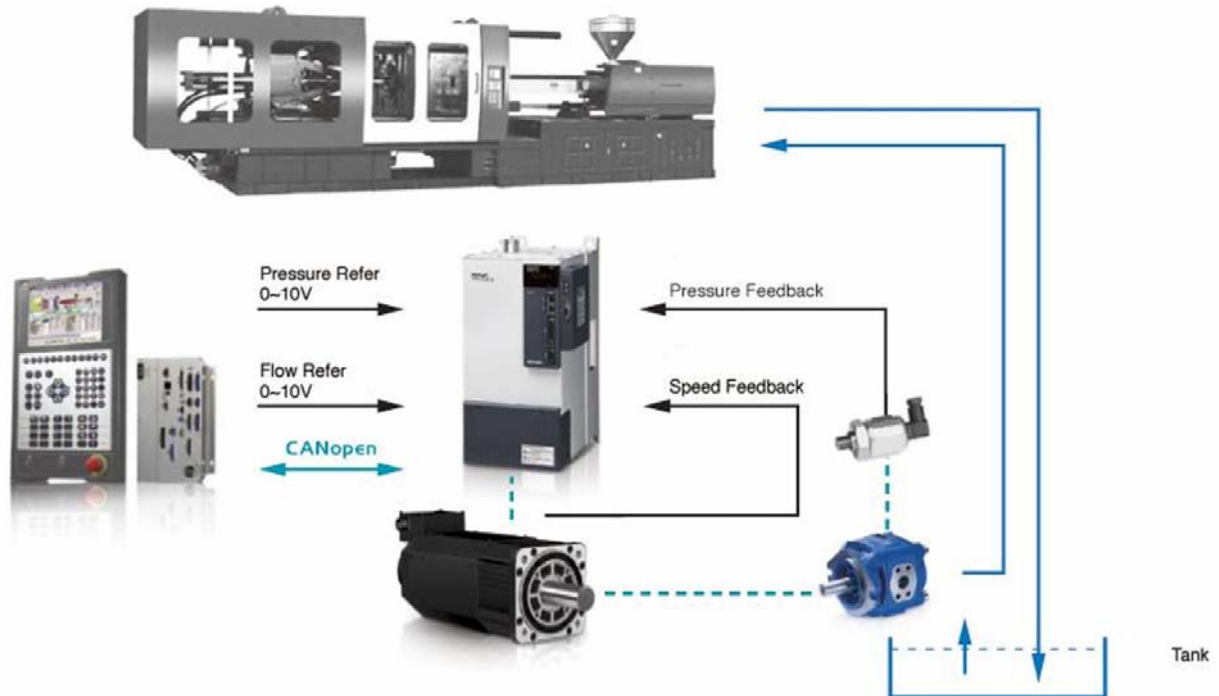 Pressure Refer
0~10V
Pressure Feedback
Flow Refer
0~10V
Speed Feedback
CANopen
Tank